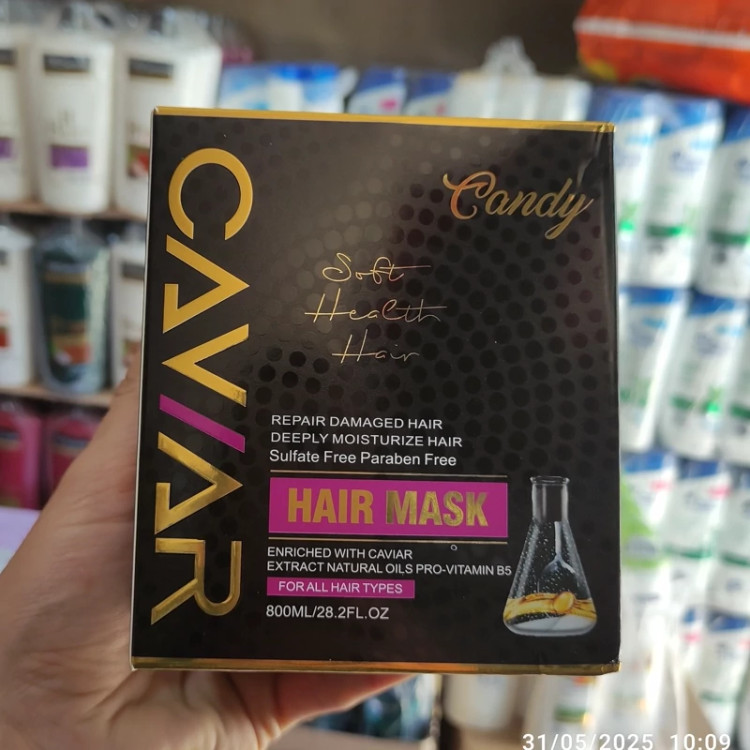 CAVIAR
Candy
Soft
Health
Hair
REPAIR DAMAGED HAIR
DEEPLY MOISTURIZE HAIR
Sulfate Free Paraben Free
HAIR MASK
ENRICHED WITH CAVIAR
EXTRACT NATURAL OILS PRO-VITAMIN B5
FOR ALL HAIR TYPES
800ML/28.2FL.OZ
31/05/2025 10:09